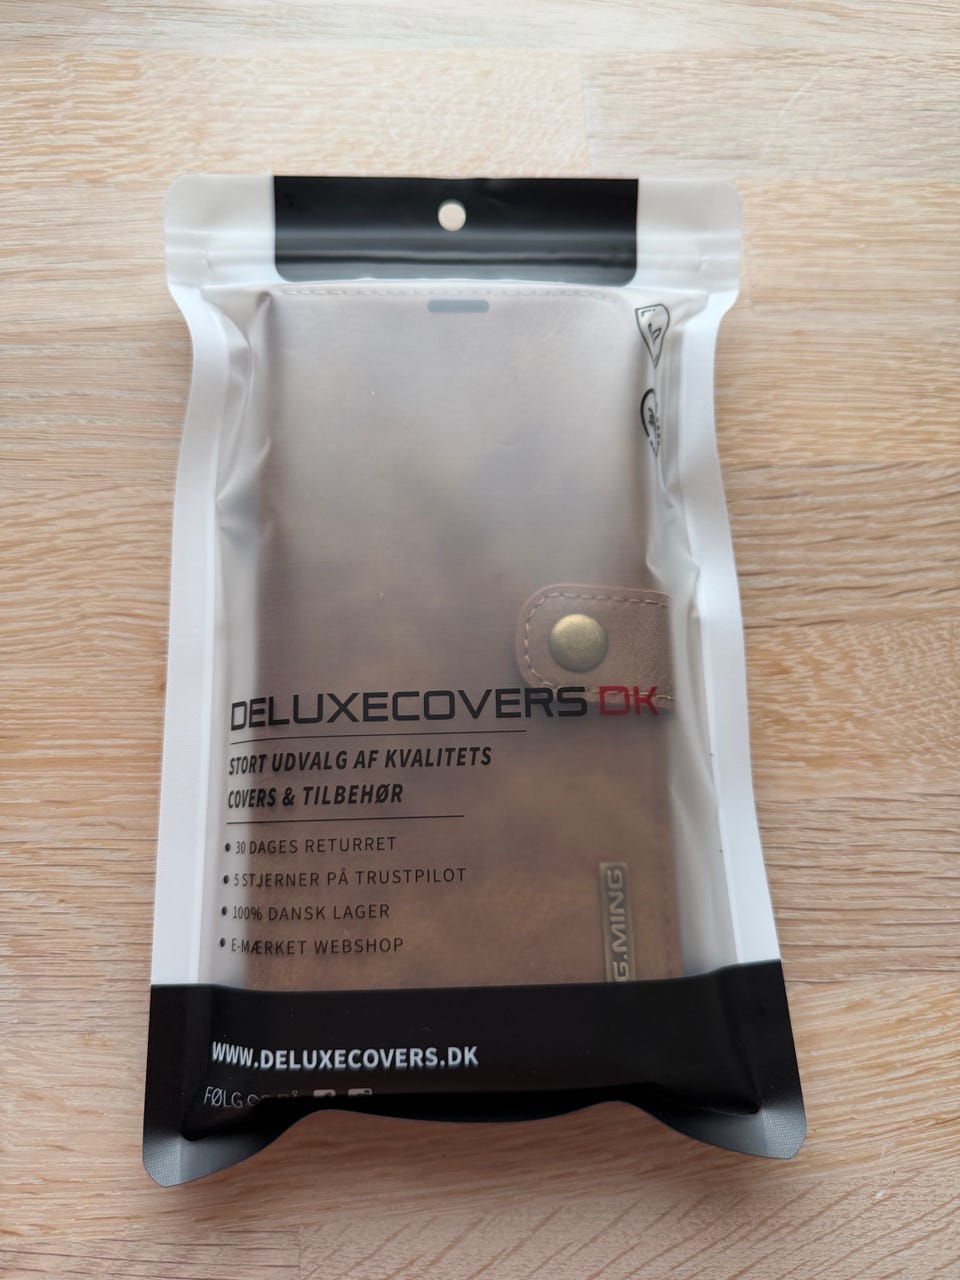 DELUXECOVERS DK
STORT UDVALG AF KVALITETS
COVERS & TILBEHØR
• 30 DAGES RETURRET
• 5 STJERNER PÅ TRUSTPILOT
• 100% DANSK LAGER
• E-MÆRKET WEBSHOP
G.MING
WWW.DELUXECOVERS.DK
FØLG